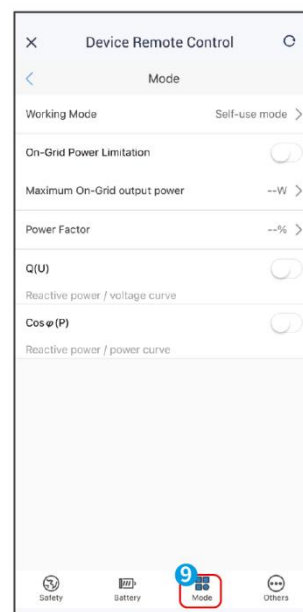 × Device Remote Control
< Mode
Working Mode Self-use mode >
On-Grid Power Limitation
Maximum On-Grid output power --W >
Power Factor --% >
Q(U)
Reactive power / voltage curve
Cosφ(P)
Reactive power / power curve
9
Safety Battery Mode Others